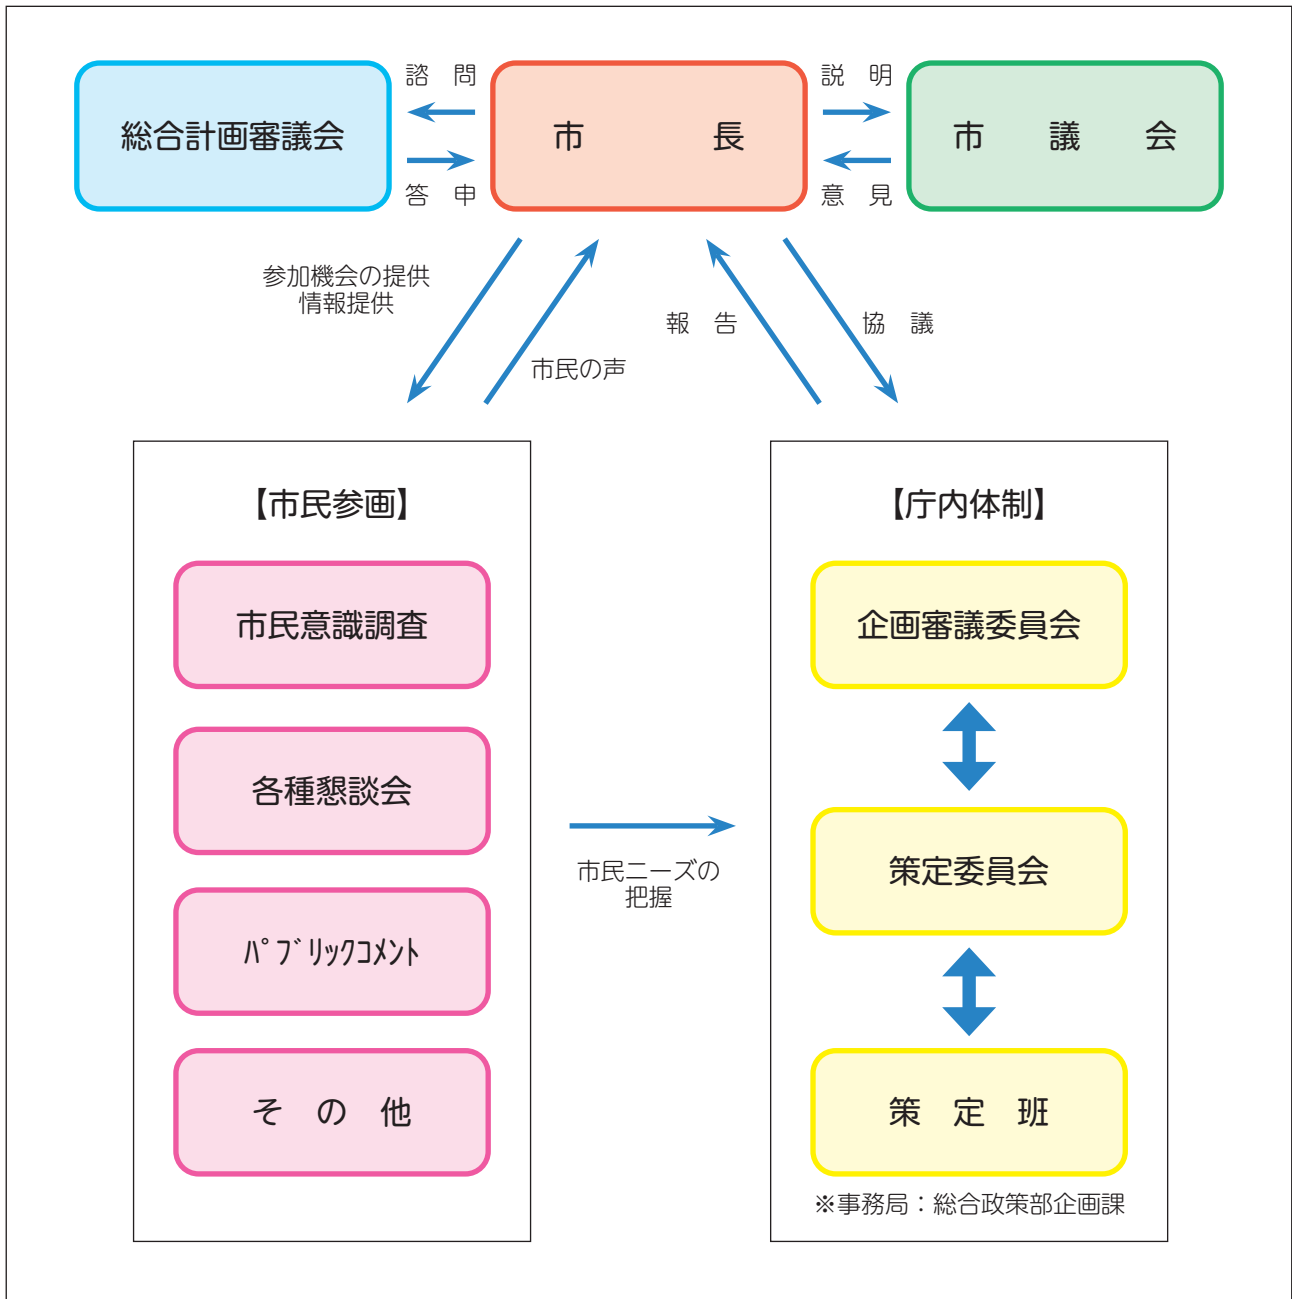 諮　問
説　明
総合計画審議会
市　長
市　議　会
答　申
意　見
参加機会の提供
情報提供
市民の声
報　告
協　議
【市民参画】
市民意識調査
各種懇談会
ﾊﾟﾌﾞﾘｯｸｺﾒﾝﾄ
そ　の　他
市民ニーズの
把握
【庁内体制】
企画審議委員会
策定委員会
策　定　班
※事務局：総合政策部企画課